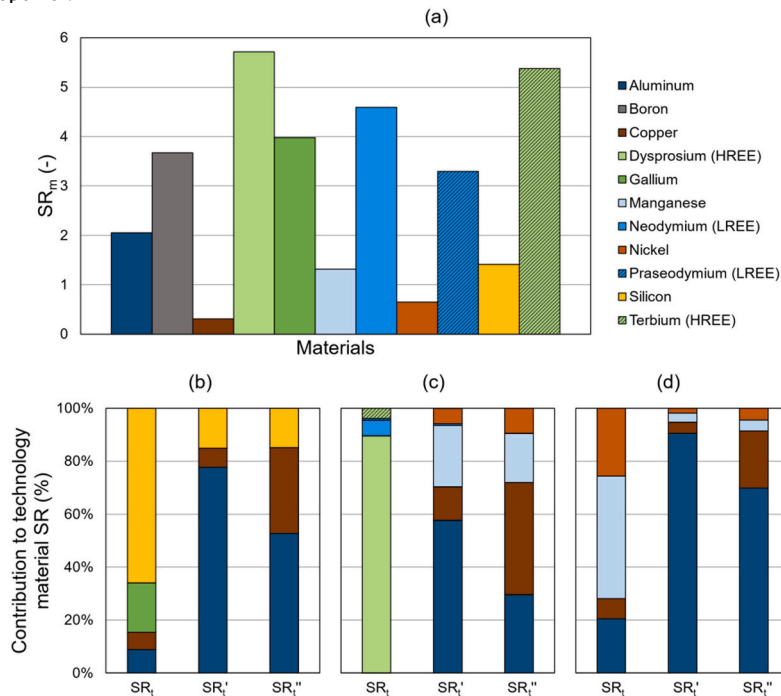 (a)
6
5
4
3
2
1
0
SRm (-)
Materials
Aluminum
Boron
Copper
Dysprosium (HREE)
Gallium
Manganese
Neodymium (LREE)
Nickel
Praseodymium (LREE)
Silicon
Terbium (HREE)
(b)
(c)
(d)
Contribution to technology
material SR (%)
100%
80%
60%
40%
20%
0%
SRt SRt' SRt"
SRt SRt' SRt"
SRt SRt' SRt"